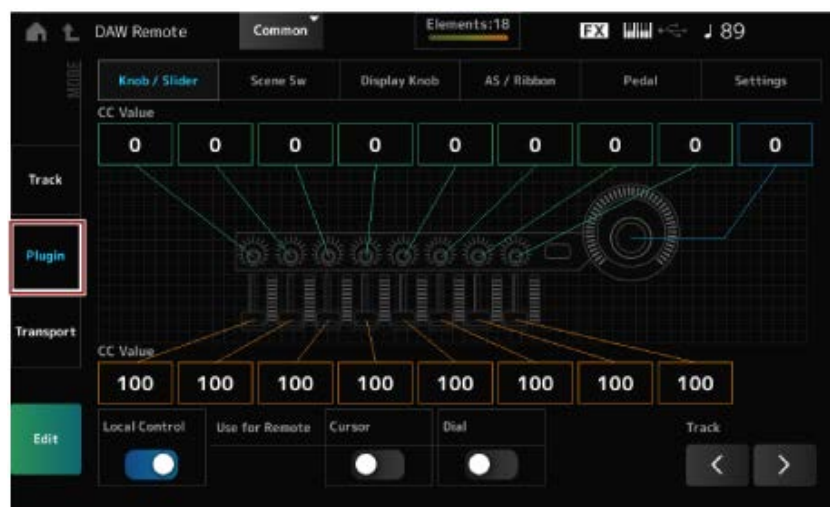 DAW Remote Common Elements:18 FX ♩ 89
MODE
Knob / Slider Scene Sw Display Knob AS / Ribbon Pedal Settings
CC Value
0 0 0 0 0 0 0 0 0
Track
Plugin
Transport
CC Value
100 100 100 100 100 100 100 100
Edit
Local Control Use for Remote Cursor Dial Track